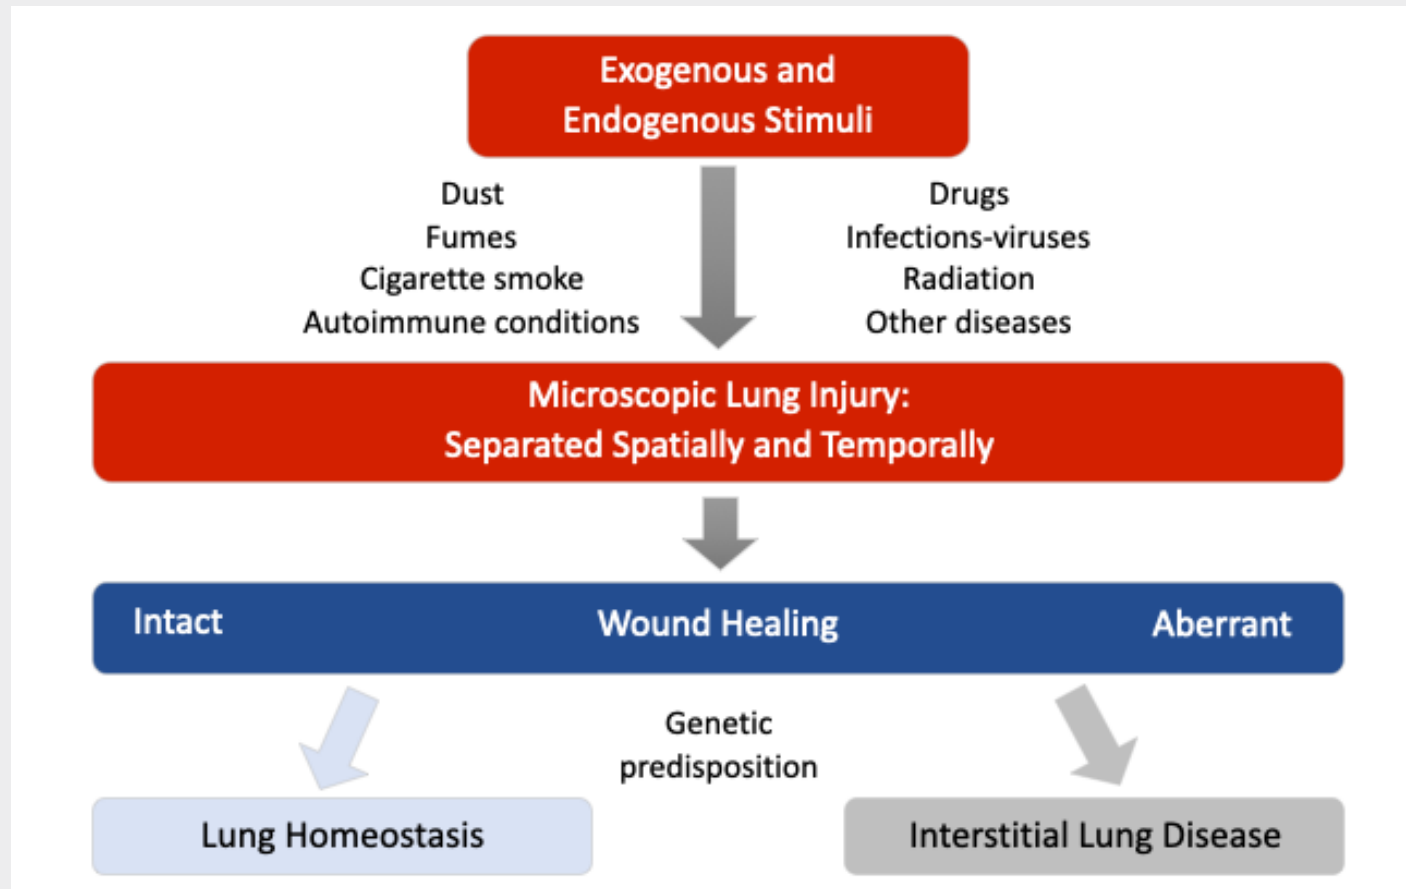 Exogenous and
Endogenous Stimuli
Dust
Fumes
Cigarette smoke
Autoimmune conditions
Drugs
Infections-viruses
Radiation
Other diseases
Microscopic Lung Injury:
Separated Spatially and Temporally
Intact Wound Healing Aberrant
Genetic
predisposition
Lung Homeostasis
Interstitial Lung Disease